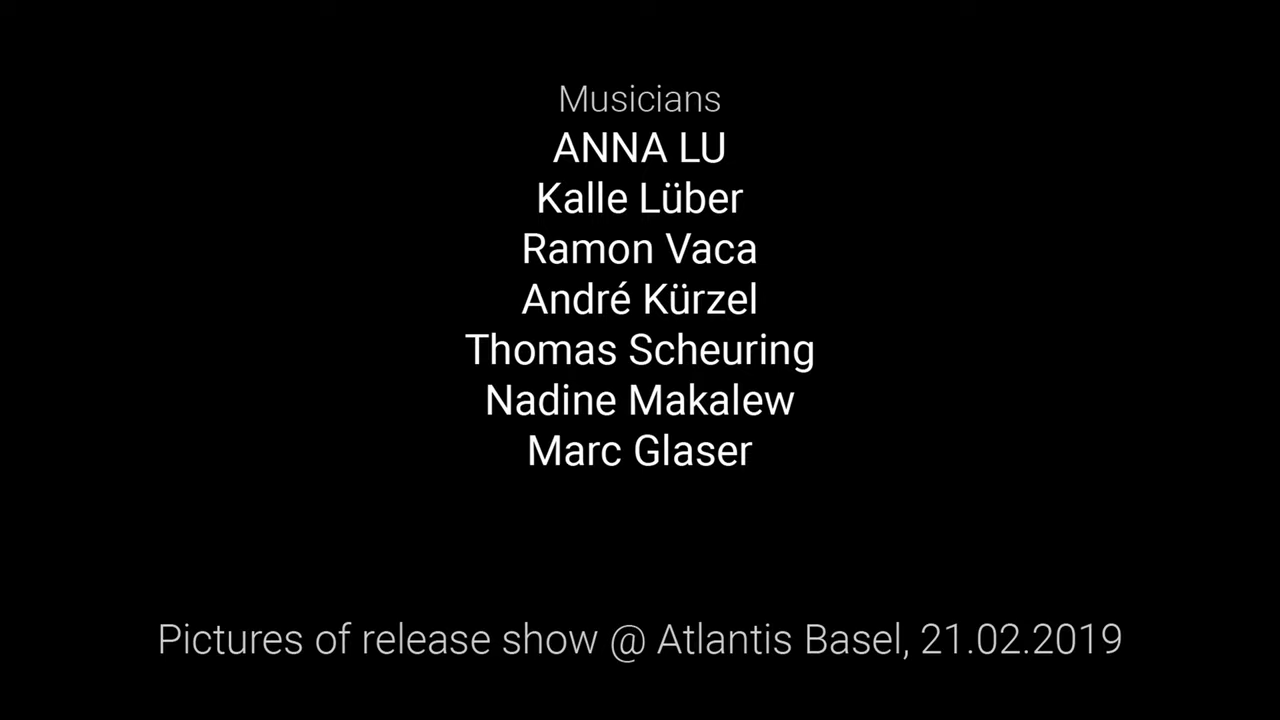 Musicians
ANNA LU
Kalle Lüber
Ramon Vaca
André Kürzel
Thomas Scheuring
Nadine Makalew
Marc Glaser
Pictures of release show @ Atlantis Basel, 21.02.2019